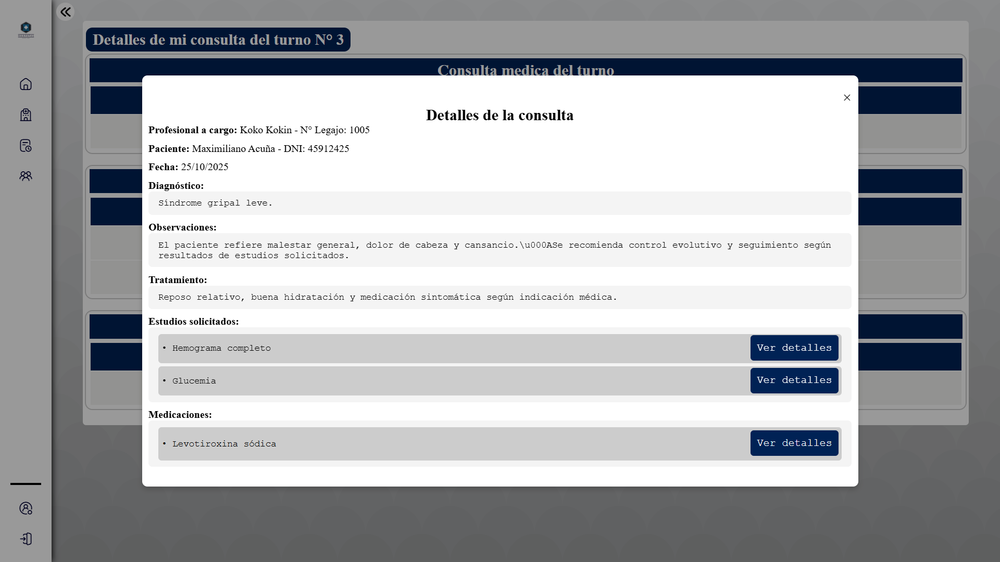 Detalles de mi consulta del turno N° 3
Consulta medica del turno
Detalles de la consulta
Profesional a cargo: Koko Kokin - N° Legajo: 1005
Paciente: Maximiliano Acuña - DNI: 45912425
Fecha: 25/10/2025
Diagnóstico:
Síndrome gripal leve.
Observaciones:
El paciente refiere malestar general, dolor de cabeza y cansancio.\u000ASe recomienda control evolutivo y seguimiento según
resultados de estudios solicitados.
Tratamiento:
Reposo relativo, buena hidratación y medicación sintomática según indicación médica.
Estudios solicitados:
• Hemograma completo
Ver detalles
• Glucemia
Ver detalles
Medicaciones:
• Levotiroxina sódica
Ver detalles